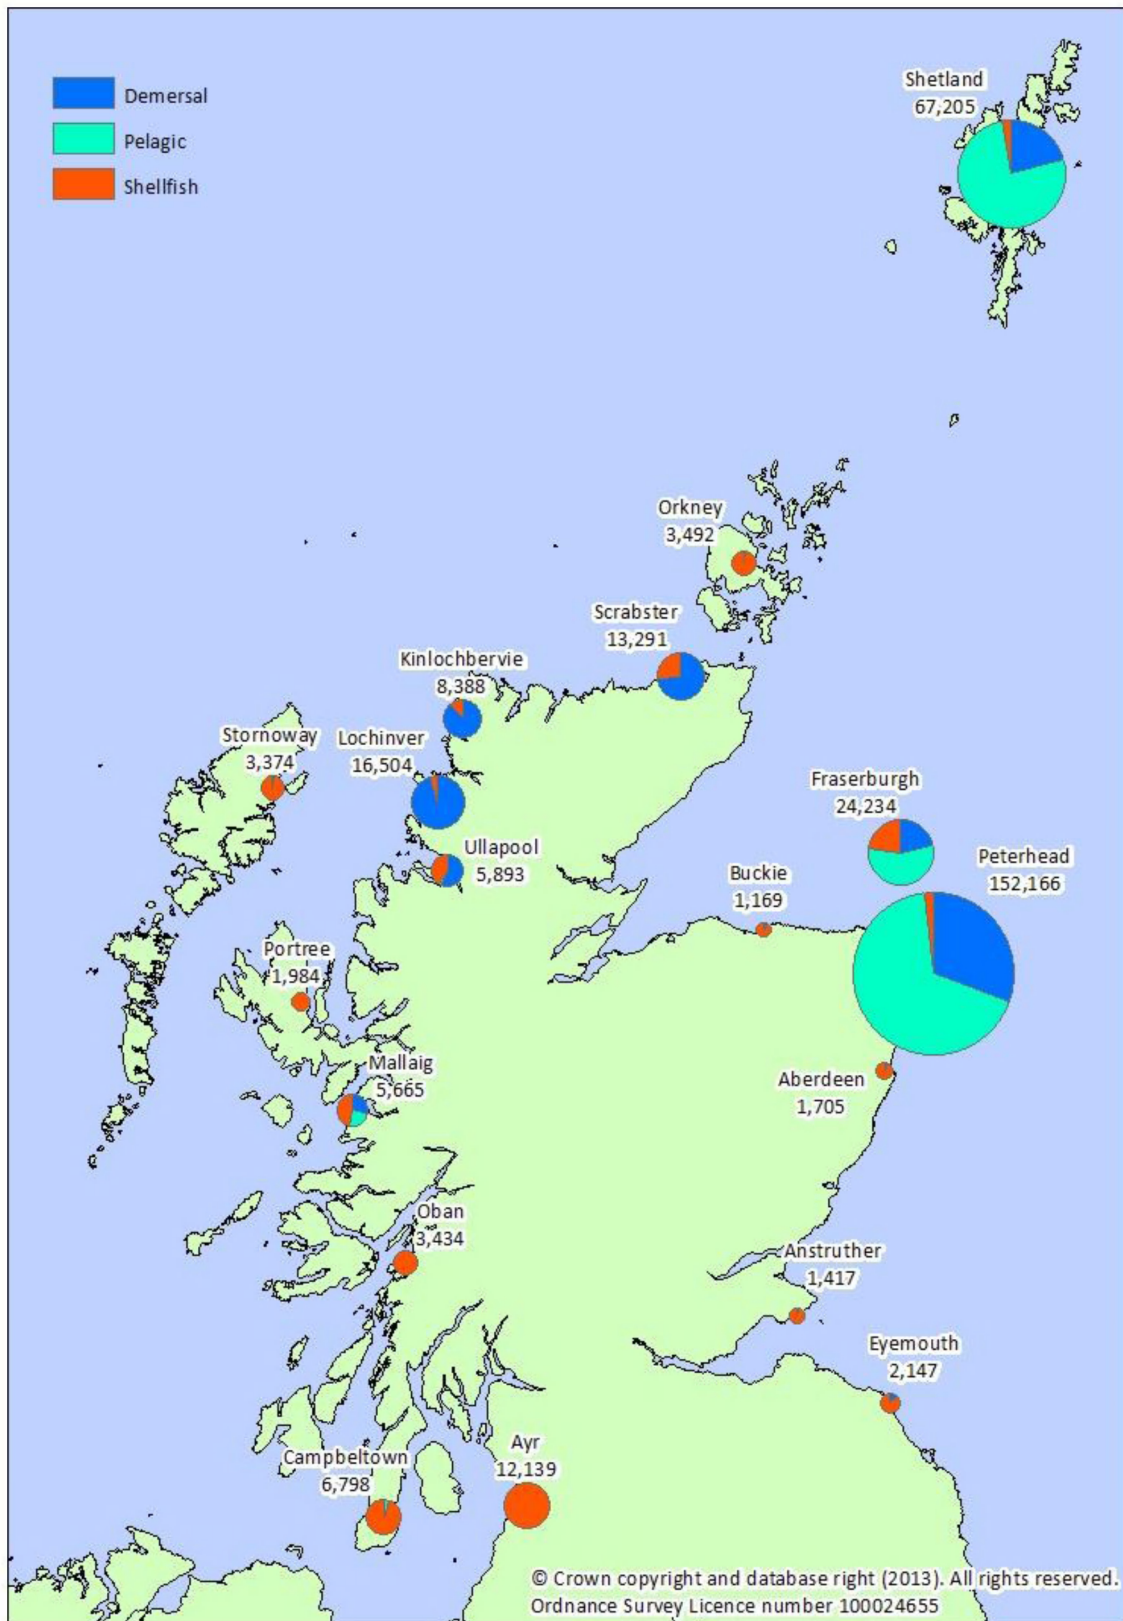 Demersal
Pelagic
Shellfish
Shetland
67,205
Orkney
3,492
Scrabster
13,291
Kinlochbervie
8,388
Stornoway
3,374
Lochinver
16,504
Ullapool
5,893
Fraserburgh
24,234
Peterhead
152,166
Buckie
1,169
Portree
1,984
Mallaig
5,665
Aberdeen
1,705
Oban
3,434
Anstruther
1,417
Eyemouth
2,147
Campbeltown
6,798
Ayr
12,139
© Crown copyright and database right (2013). All rights reserved.
Ordnance Survey Licence number 100024655